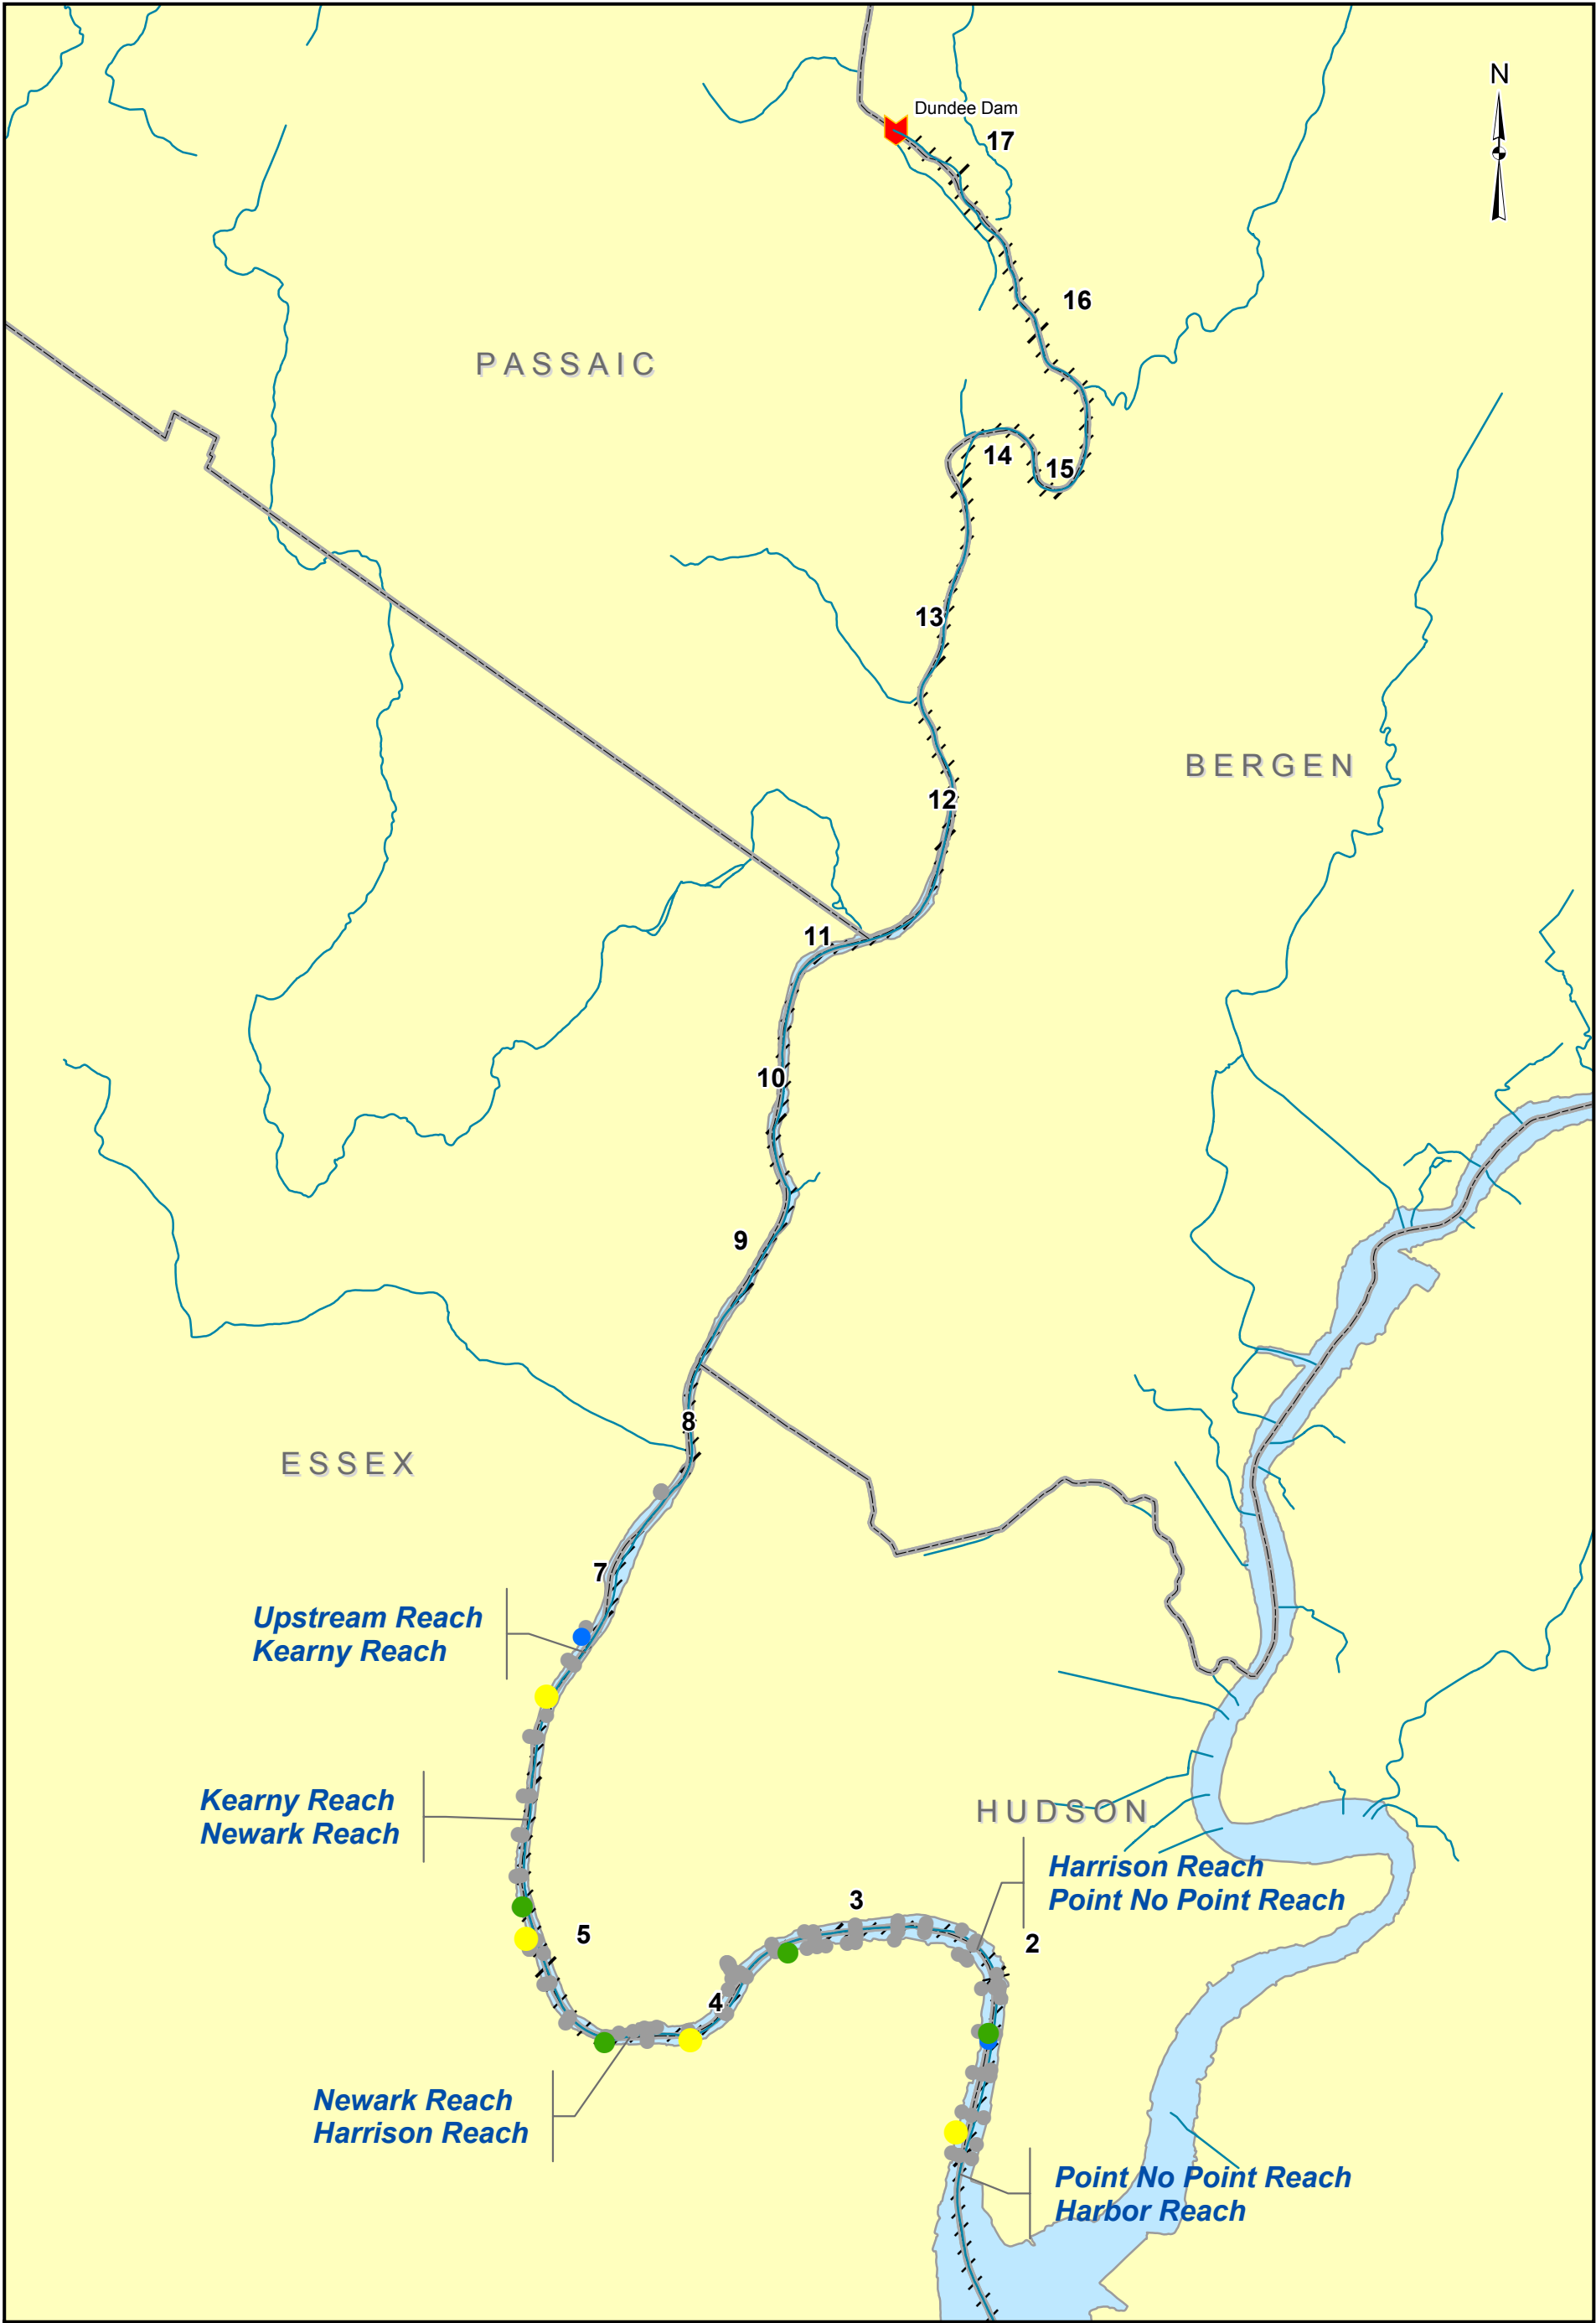 N
Dundee Dam
17
16
PASSAIC
14
15
13
BERGEN
12
11
10
9
8
ESSEX
7
Upstream Reach
Kearny Reach
Kearny Reach
Newark Reach
HUDSON
Harrison Reach
Point No Point Reach
3
5
2
4
Newark Reach
Harrison Reach
Point No Point Reach
Harbor Reach